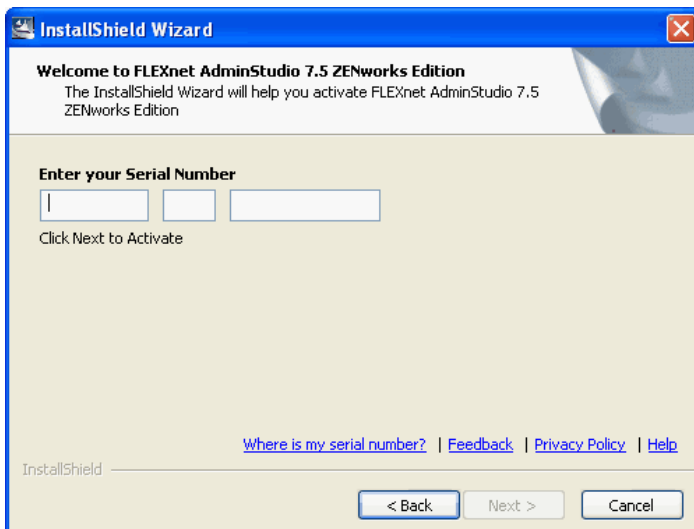 InstallShield Wizard
Welcome to FLEXnet AdminStudio 7.5 ZENworks Edition
The InstallShield Wizard will help you activate FLEXnet AdminStudio 7.5
ZENworks Edition
Enter your Serial Number
Click Next to Activate
Where is my serial number? | Feedback | Privacy Policy | Help
InstallShield
< Back Next > Cancel